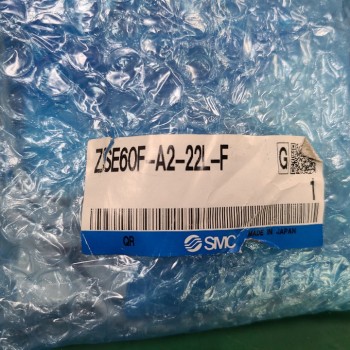 ZSE60F-A2-22L-F
G
1
QR
SMC
MADE IN JAPAN